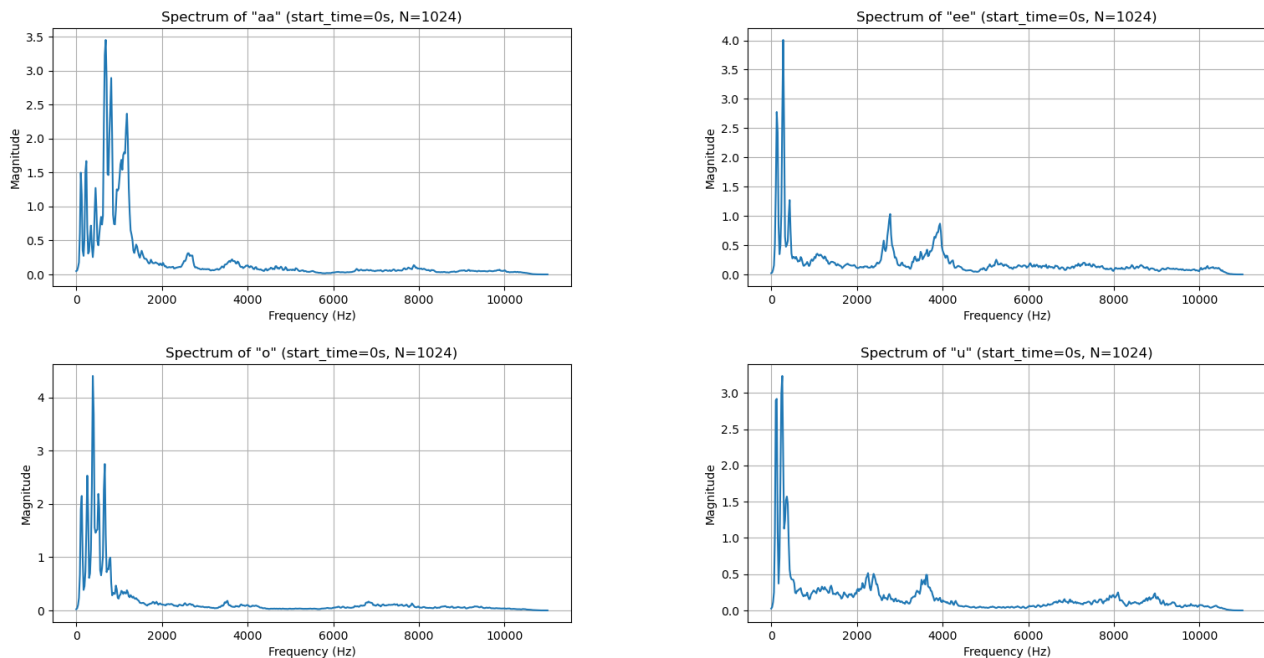 Spectrum of "aa" (start_time=0s, N=1024)
3.5
3.0
2.5
2.0
1.5
1.0
0.5
0.0
Magnitude
0 2000 4000 6000 8000 10000
Frequency (Hz)
Spectrum of "ee" (start_time=0s, N=1024)
4.0
3.5
3.0
2.5
2.0
1.5
1.0
0.5
0.0
Magnitude
0 2000 4000 6000 8000 10000
Frequency (Hz)
Spectrum of "o" (start_time=0s, N=1024)
4
3
2
1
0
Magnitude
0 2000 4000 6000 8000 10000
Frequency (Hz)
Spectrum of "u" (start_time=0s, N=1024)
3.0
2.5
2.0
1.5
1.0
0.5
0.0
Magnitude
0 2000 4000 6000 8000 10000
Frequency (Hz)